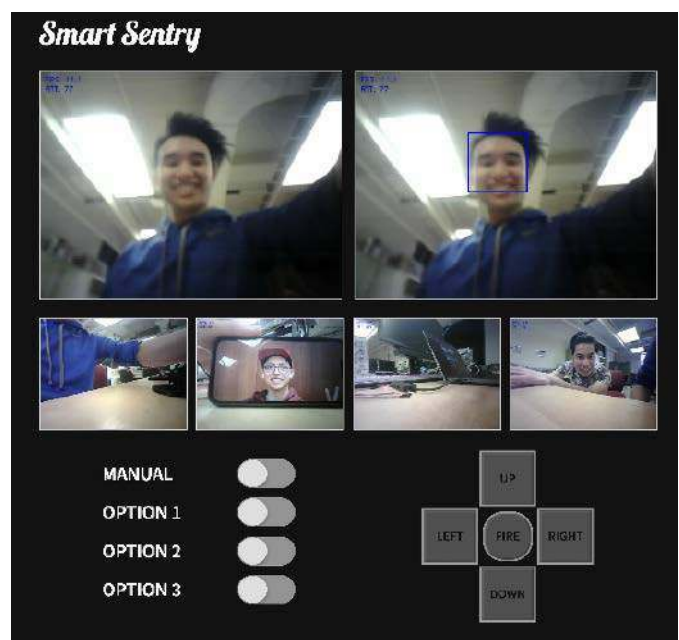 Smart Sentry
MANUAL
OPTION 1
OPTION 2
OPTION 3
UP
LEFT
FIRE
RIGHT
DOWN